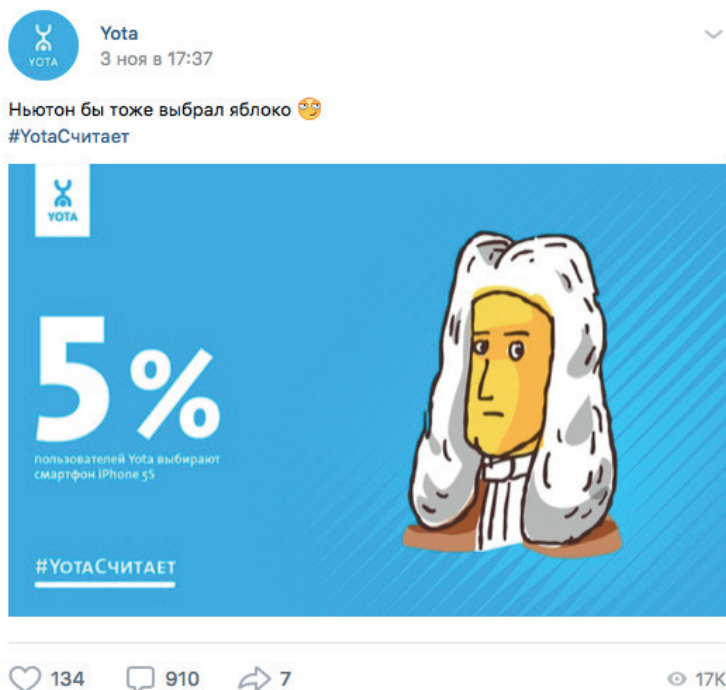 YOTA
Yota
3 ноя в 17:37
Ньютон бы тоже выбрал яблоко
#YotaСчитает
YOTA
5%
пользователей Yota выбирают
смартфон iPhone 5S
#YotaСчитает
134
910
7
17K